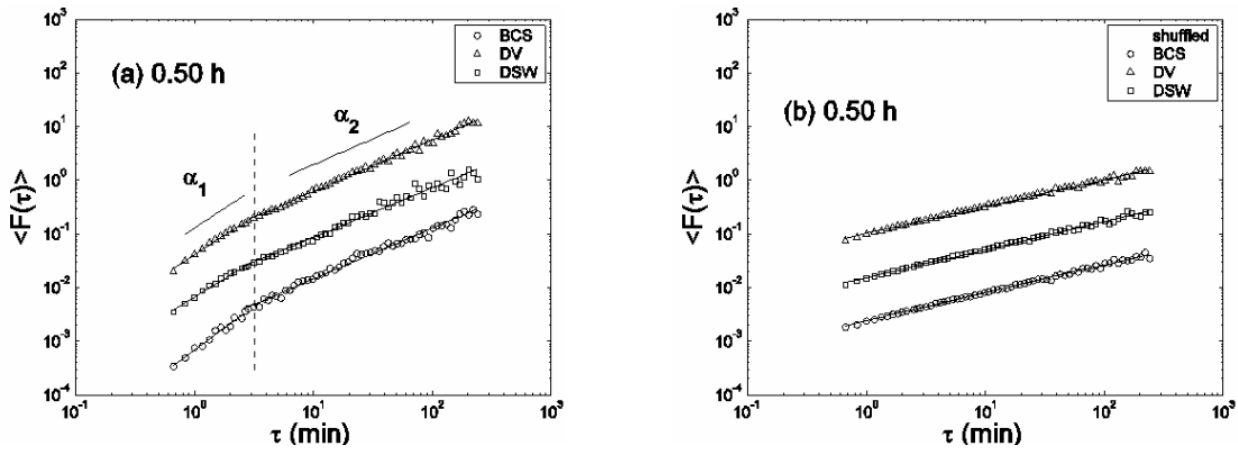 10³
10²
10¹
10⁰
10⁻¹
10⁻²
10⁻³
10⁻⁴
<F(τ)>
(a) 0.50 h
BCS
DV
DSW
α₁
α₂
10⁻¹ 10⁰ 10¹ 10² 10³
τ (min)
10³
10²
10¹
10⁰
10⁻¹
10⁻²
10⁻³
10⁻⁴
<F(τ)>
shuffled
BCS
DV
DSW
(b) 0.50 h
10⁻¹ 10⁰ 10¹ 10² 10³
τ (min)